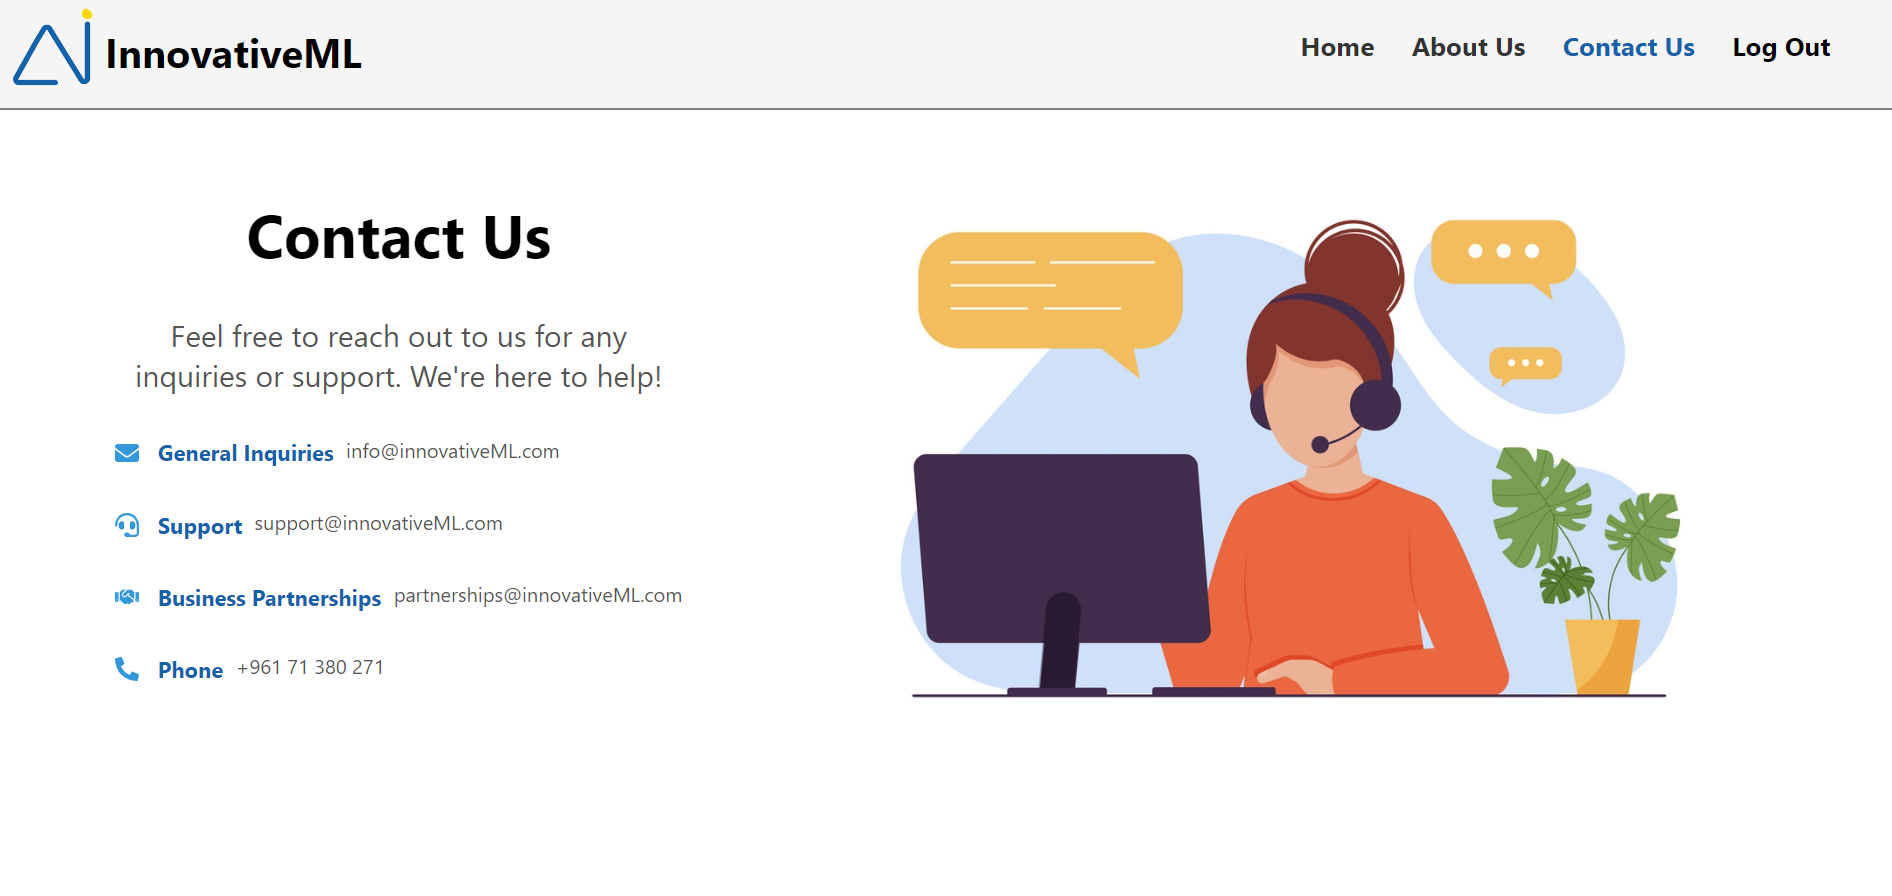 InnovativeML
Home About Us Contact Us Log Out
Contact Us
Feel free to reach out to us for any
inquiries or support. We're here to help!
General Inquiries info@innovativeML.com
Support support@innovativeML.com
Business Partnerships partnerships@innovativeML.com
Phone +961 71 380 271